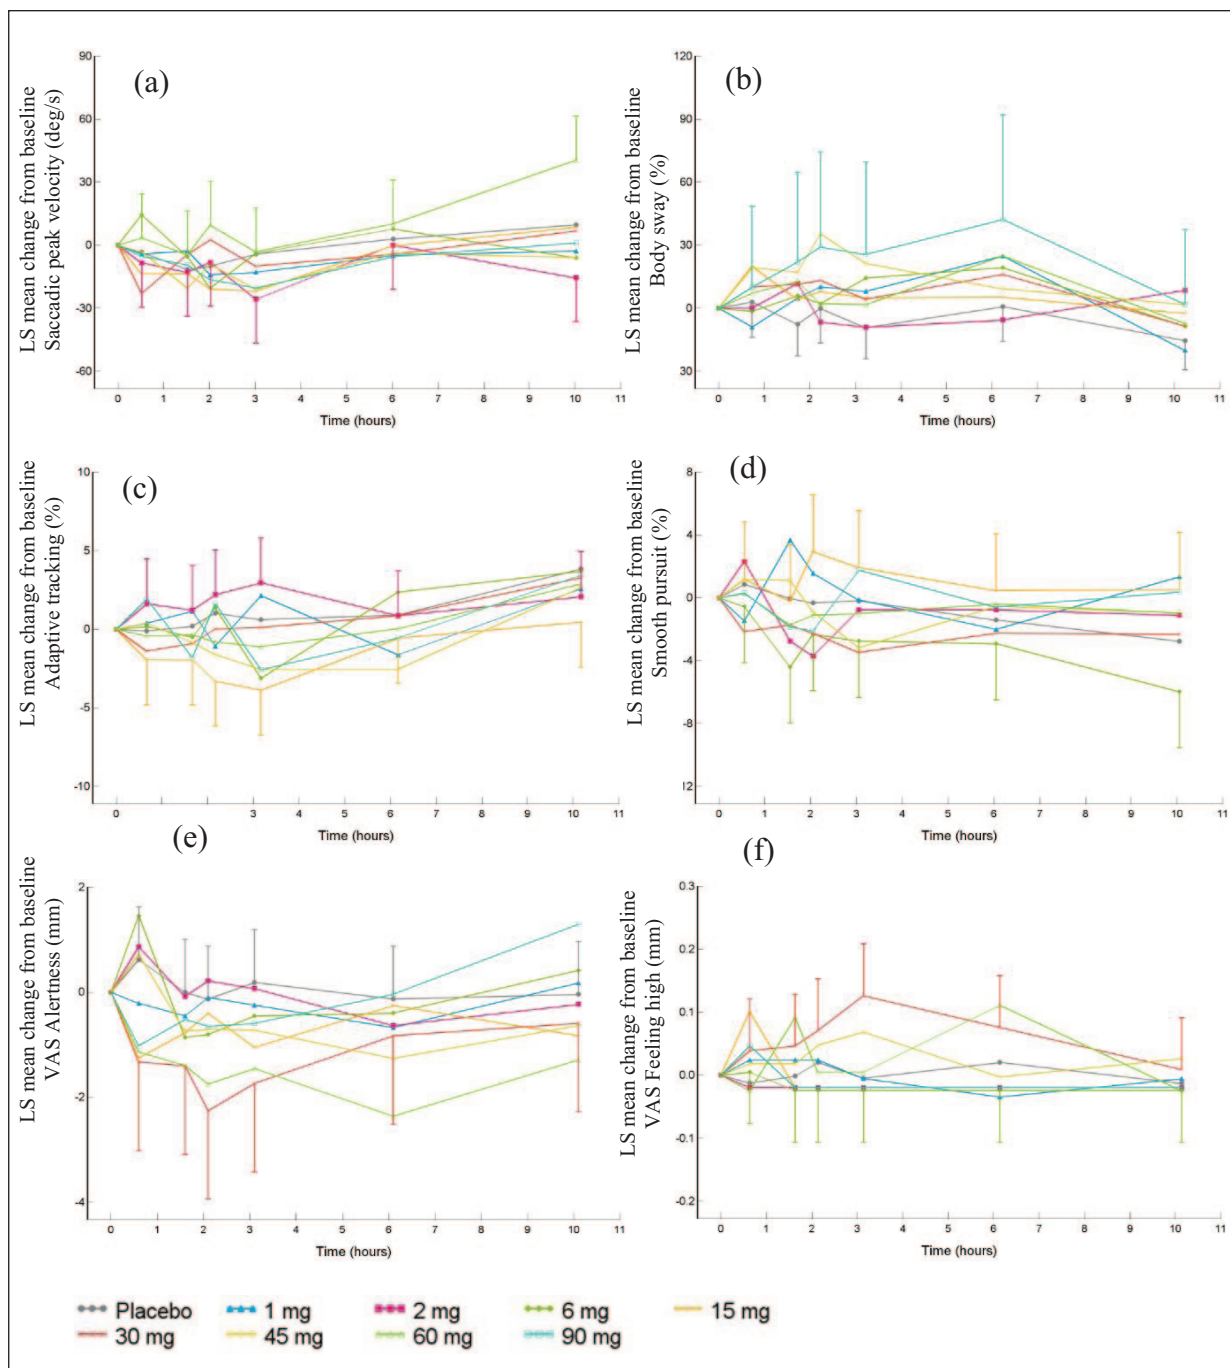 (a)
LS mean change from baseline
Saccadic peak velocity (deg/s)
90
60
30
0
-30
-60
0 1 2 3 4 5 6 7 8 9 10 11
Time (hours)
(b)
LS mean change from baseline
Body sway (%)
120
90
60
30
0
30
0 1 2 3 4 5 6 7 8 9 10 11
Time (hours)
(c)
LS mean change from baseline
Adaptive tracking (%)
10
5
0
-5
-10
0 1 2 3 4 5 6 7 8 9 10 11
Time (hours)
(d)
LS mean change from baseline
Smooth pursuit (%)
8
4
0
-4
-8
12
0 1 2 3 4 5 6 7 8 9 10 11
Time (hours)
(e)
LS mean change from baseline
VAS Alertness (mm)
2
0
-2
-4
0 1 2 3 4 5 6 7 8 9 10 11
Time (hours)
(f)
LS mean change from baseline
VAS Feeling high (mm)
0.3
0.2
0.1
0.0
-0.1
-0.2
0 1 2 3 4 5 6 7 8 9 10 11
Time (hours)
Placebo 1 mg 2 mg 6 mg 15 mg
30 mg 45 mg 60 mg 90 mg